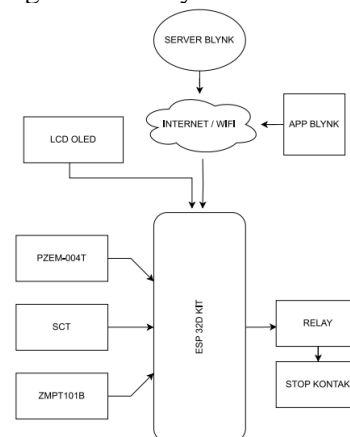 SERVER BLYNK
INTERNET / WIFI
APP BLYNK
LCD OLED
PZEM-004T
SCT
ZMPT101B
ESP 32D KIT
RELAY
STOP KONTAK